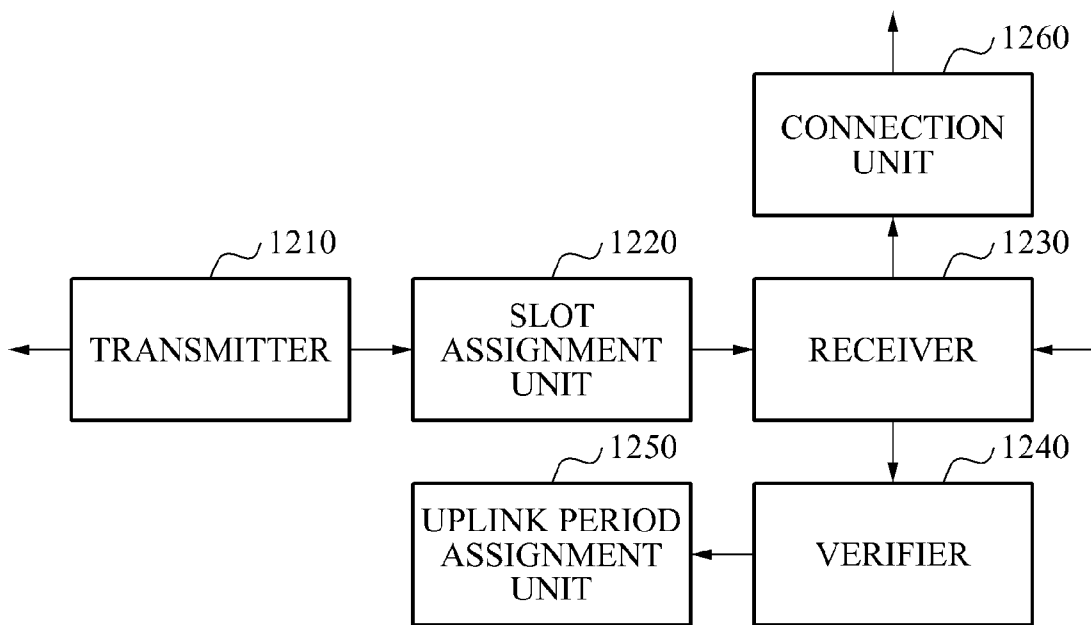 1260
CONNECTION
UNIT
1210
1220
1230
TRANSMITTER
SLOT
ASSIGNMENT
UNIT
RECEIVER
1250
1240
UPLINK PERIOD
ASSIGNMENT
UNIT
VERIFIER